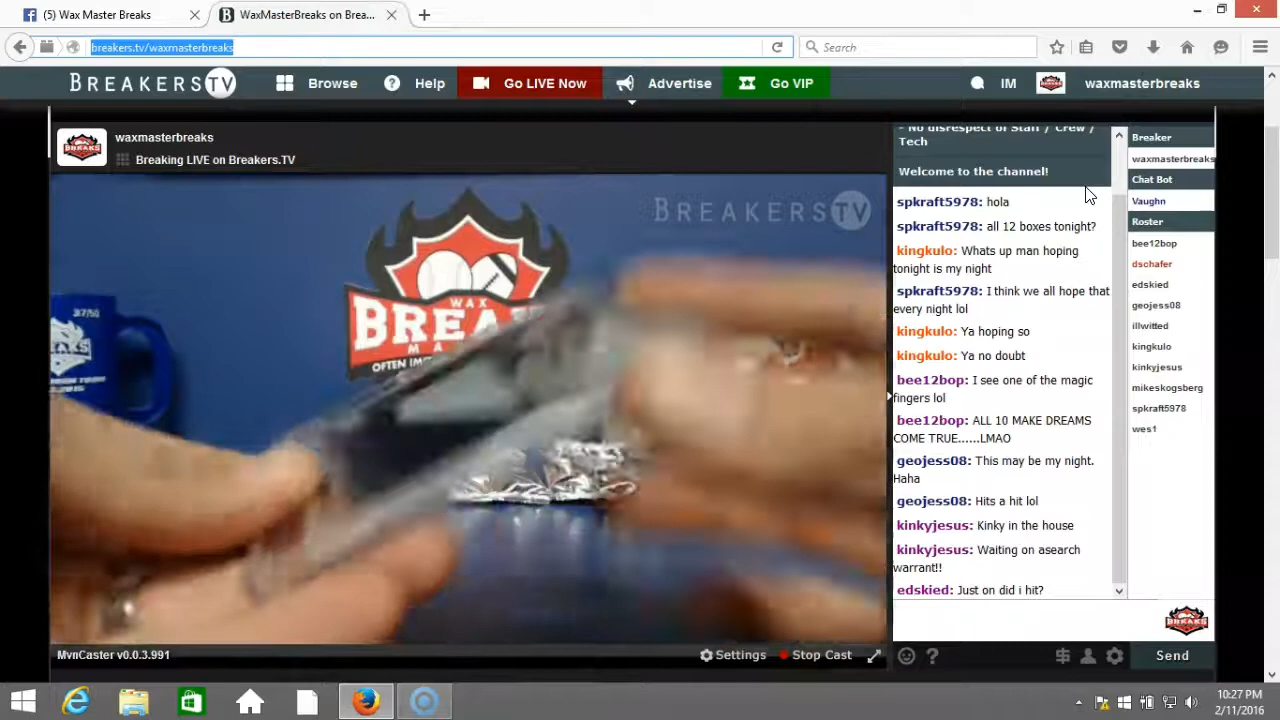 (5) Wax Master Breaks
WaxMasterBreaks on Brea...
breakers.tv/waxmasterbreaks
Search
BREAKERSTV
Browse
Help
Go LIVE Now
Advertise
Go VIP
IM
waxmasterbreaks
waxmasterbreaks
Breaking LIVE on Breakers.TV
BREAKERSTV
37/50
WAX
OFTEN
- No disrespect of Staff / Crew /
Tech
Welcome to the channel!
spkraft5978: hola
spkraft5978: all 12 boxes tonight?
kingkulo: Whats up man hoping
tonight is my night
spkraft5978: I think we all hope that
every night lol
kingkulo: Ya hoping so
kingkulo: Ya no doubt
bee12bop: I see one of the magic
fingers lol
bee12bop: ALL 10 MAKE DREAMS
COME TRUE......LMAO
geojess08: This may be my night.
Haha
geojess08: Hits a hit lol
kinkyjesus: Kinky in the house
kinkyjesus: Waiting on asearch
warrant!!
edskied: Just on did i hit?
Breaker
waxmasterbreaks
Chat Bot
Vaughn
Roster
bee12bop
dschafer
edskied
geojess08
illwitted
kingkulo
kinkyjesus
mikeskogsberg
spkraft5978
wes1
BREAKS
Send
MvnCaster v0.0.3.991
Settings
Stop Cast
10:27 PM
2/11/2016